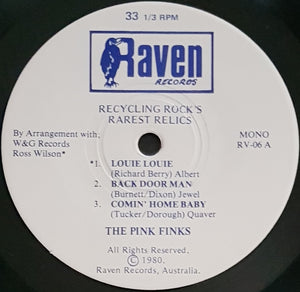 33 1/3 RPM
Raven
RECORDS
RECYCLING ROCK'S
RAREST RELICS
By Arrangement with;
W&G Records
Ross Wilson*
MONO
RV-06 A
*1. LOUIE LOUIE
(Richard Berry) Albert
2. BACK DOOR MAN
(Burnett/Dixon) Jewel
3. COMIN' HOME BABY
(Tucker/Dorough) Quaver
THE PINK FINKS
All Rights Reserved.
© 1980.
Raven Records, Australia.